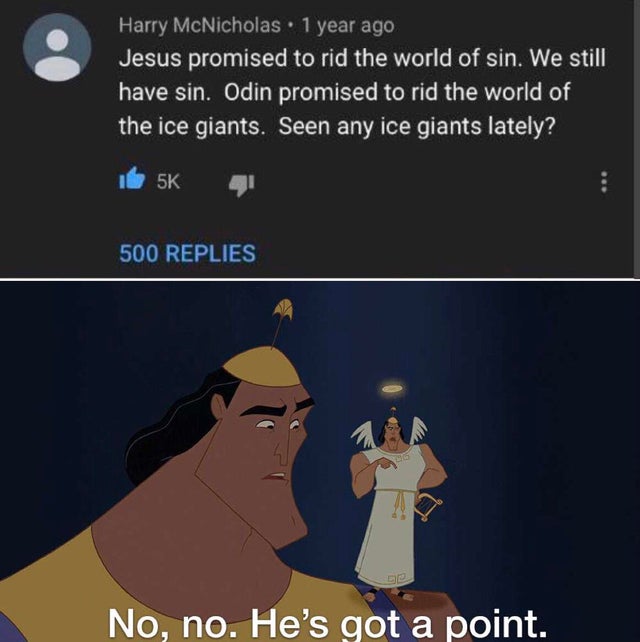 Harry McNicholas • 1 year ago
Jesus promised to rid the world of sin. We still
have sin. Odin promised to rid the world of
the ice giants. Seen any ice giants lately?
5K
500 REPLIES
No, no. He's got a point.